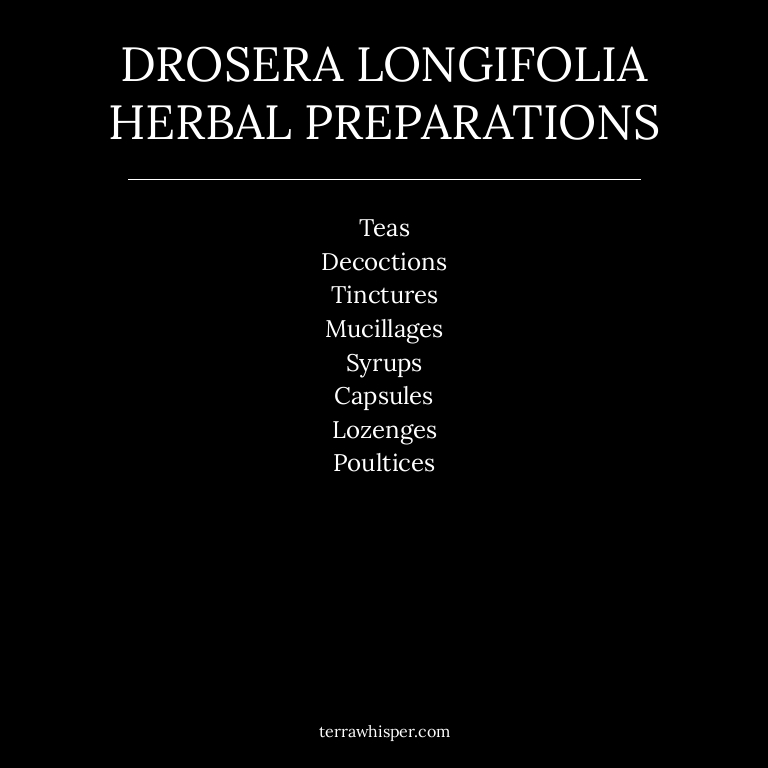 DROSERA LONGIFOLIA
HERBAL PREPARATIONS
Teas
Decoctions
Tinctures
Mucillages
Syrups
Capsules
Lozenges
Poultices
terrawhisper.com